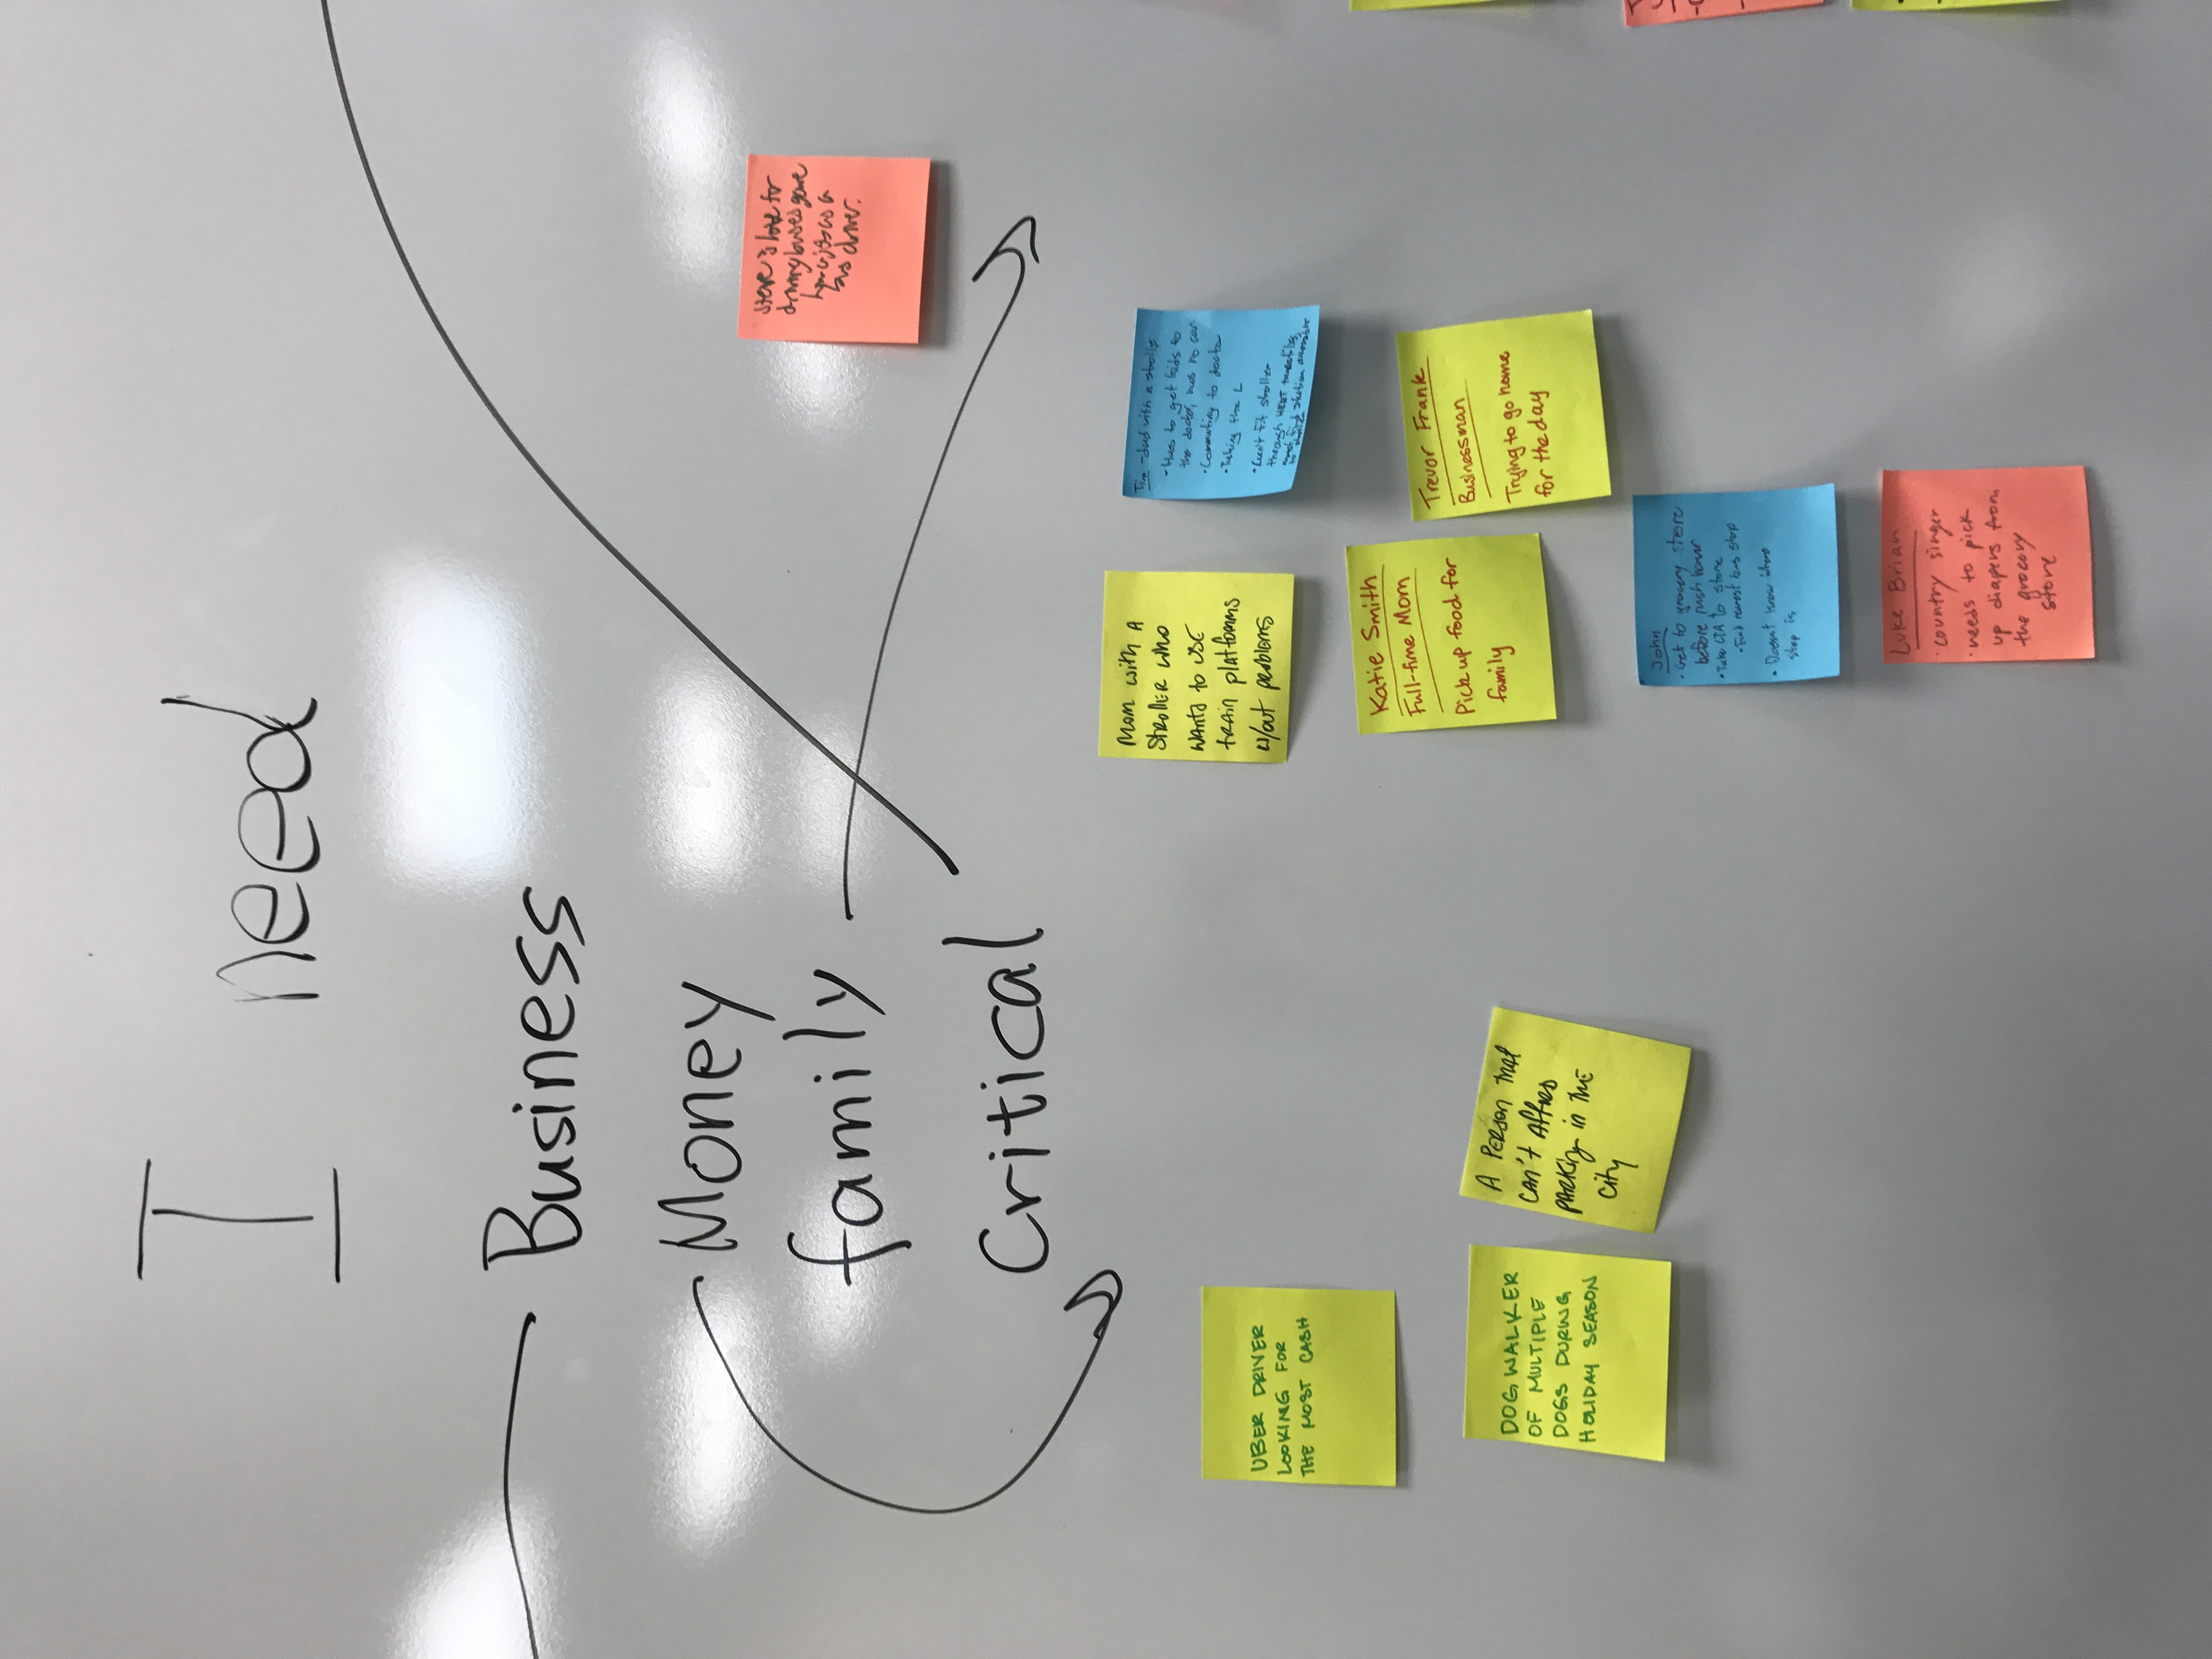 I need
Business
Money
family
Critical
Steve's love for
driving buses gave
him a job as a
bus driver.
Mom with A
Stroller who
wants to use
train platforms
w/out problems
Tim - dad with a strolle
• Has to get kids to
the doctor, has no car
• Commuting to doctor
• Taking the L
• Can't fit stroller
through
must find station accessible
to stroller
UBER DRIVER
LOOKING FOR
THE MOST CASH
Katie Smith
Full-time Mom
Pick up food for
family
Trevor Frank
Businessman
Trying to go home
for the day
DOG WALKER
OF MULTIPLE
DOGS DURING
HOLIDAY SEASON
A Person that
can't Afford
parking in the
city
John
• Get to grocery store
before rush hour
• Take CTA to store
• Find nearest bus stop
• Doesn't know where
stop is
Luke Brian
• country singer
• needs to pick
up diapers from
the grocery
store